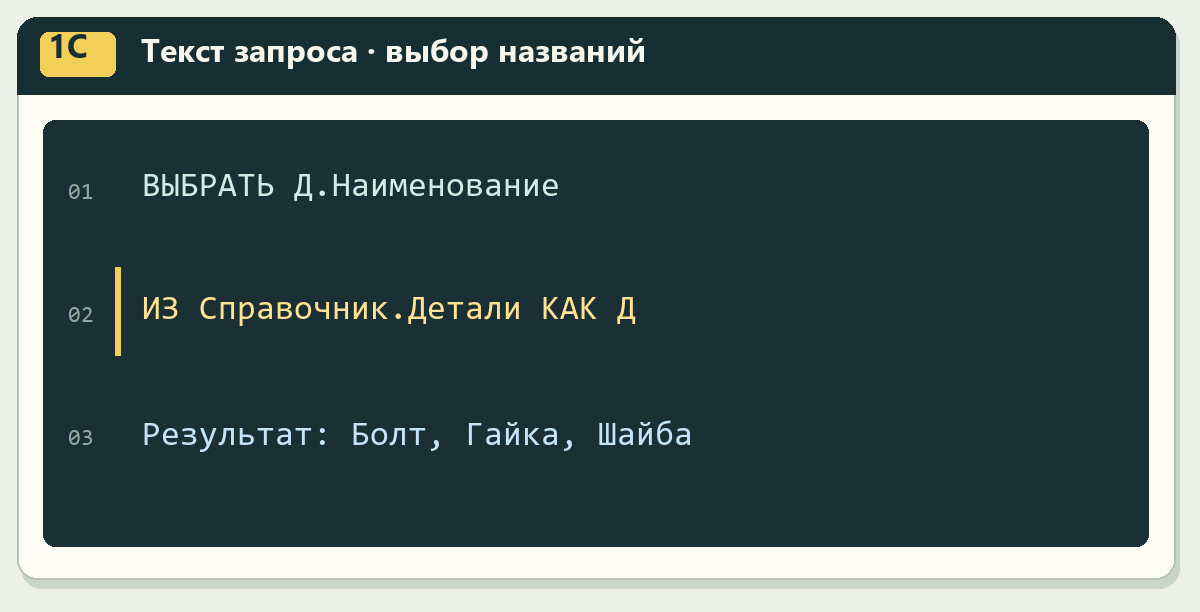 1С
Текст запроса · выбор названий
01 ВЫБРАТЬ Д.Наименование
02 ИЗ Справочник.Детали КАК Д
03 Результат: Болт, Гайка, Шайба